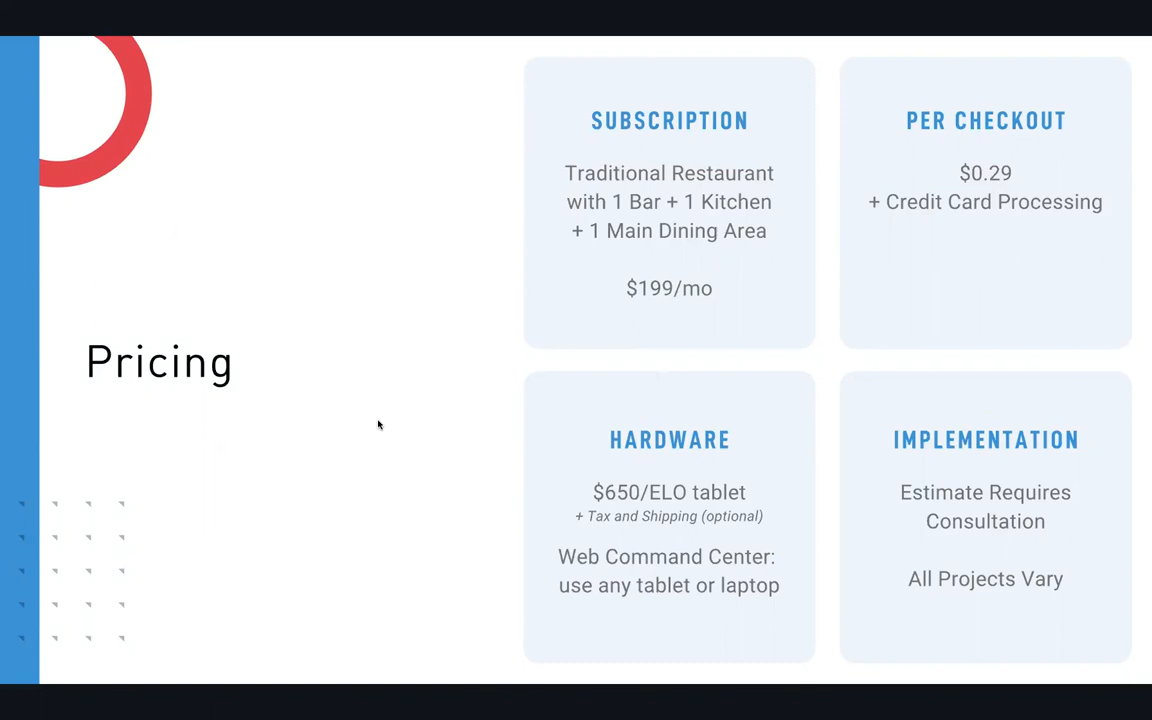 Pricing
SUBSCRIPTION
Traditional Restaurant
with 1 Bar + 1 Kitchen
+ 1 Main Dining Area
$199/mo
PER CHECKOUT
$0.29
+ Credit Card Processing
HARDWARE
$650/ELO tablet
+ Tax and Shipping (optional)
Web Command Center:
use any tablet or laptop
IMPLEMENTATION
Estimate Requires
Consultation
All Projects Vary